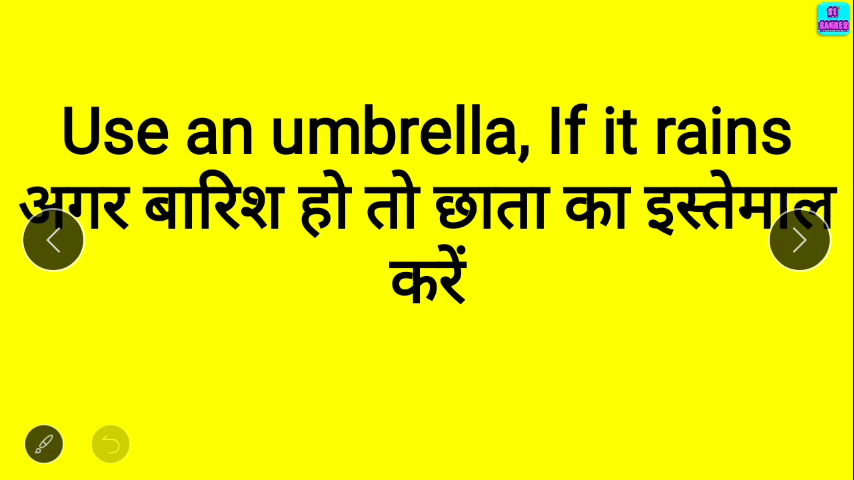 Use an umbrella, If it rains
अगर बारिश हो तो छाता का इस्तेमाल
करें